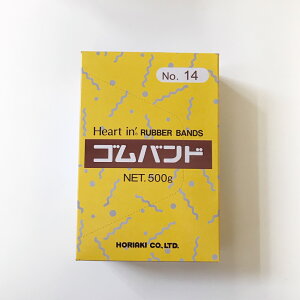 No. 14
Heart in' RUBBER BANDS
ゴムバンド
NET. 500g
HORIAKI CO., LTD.